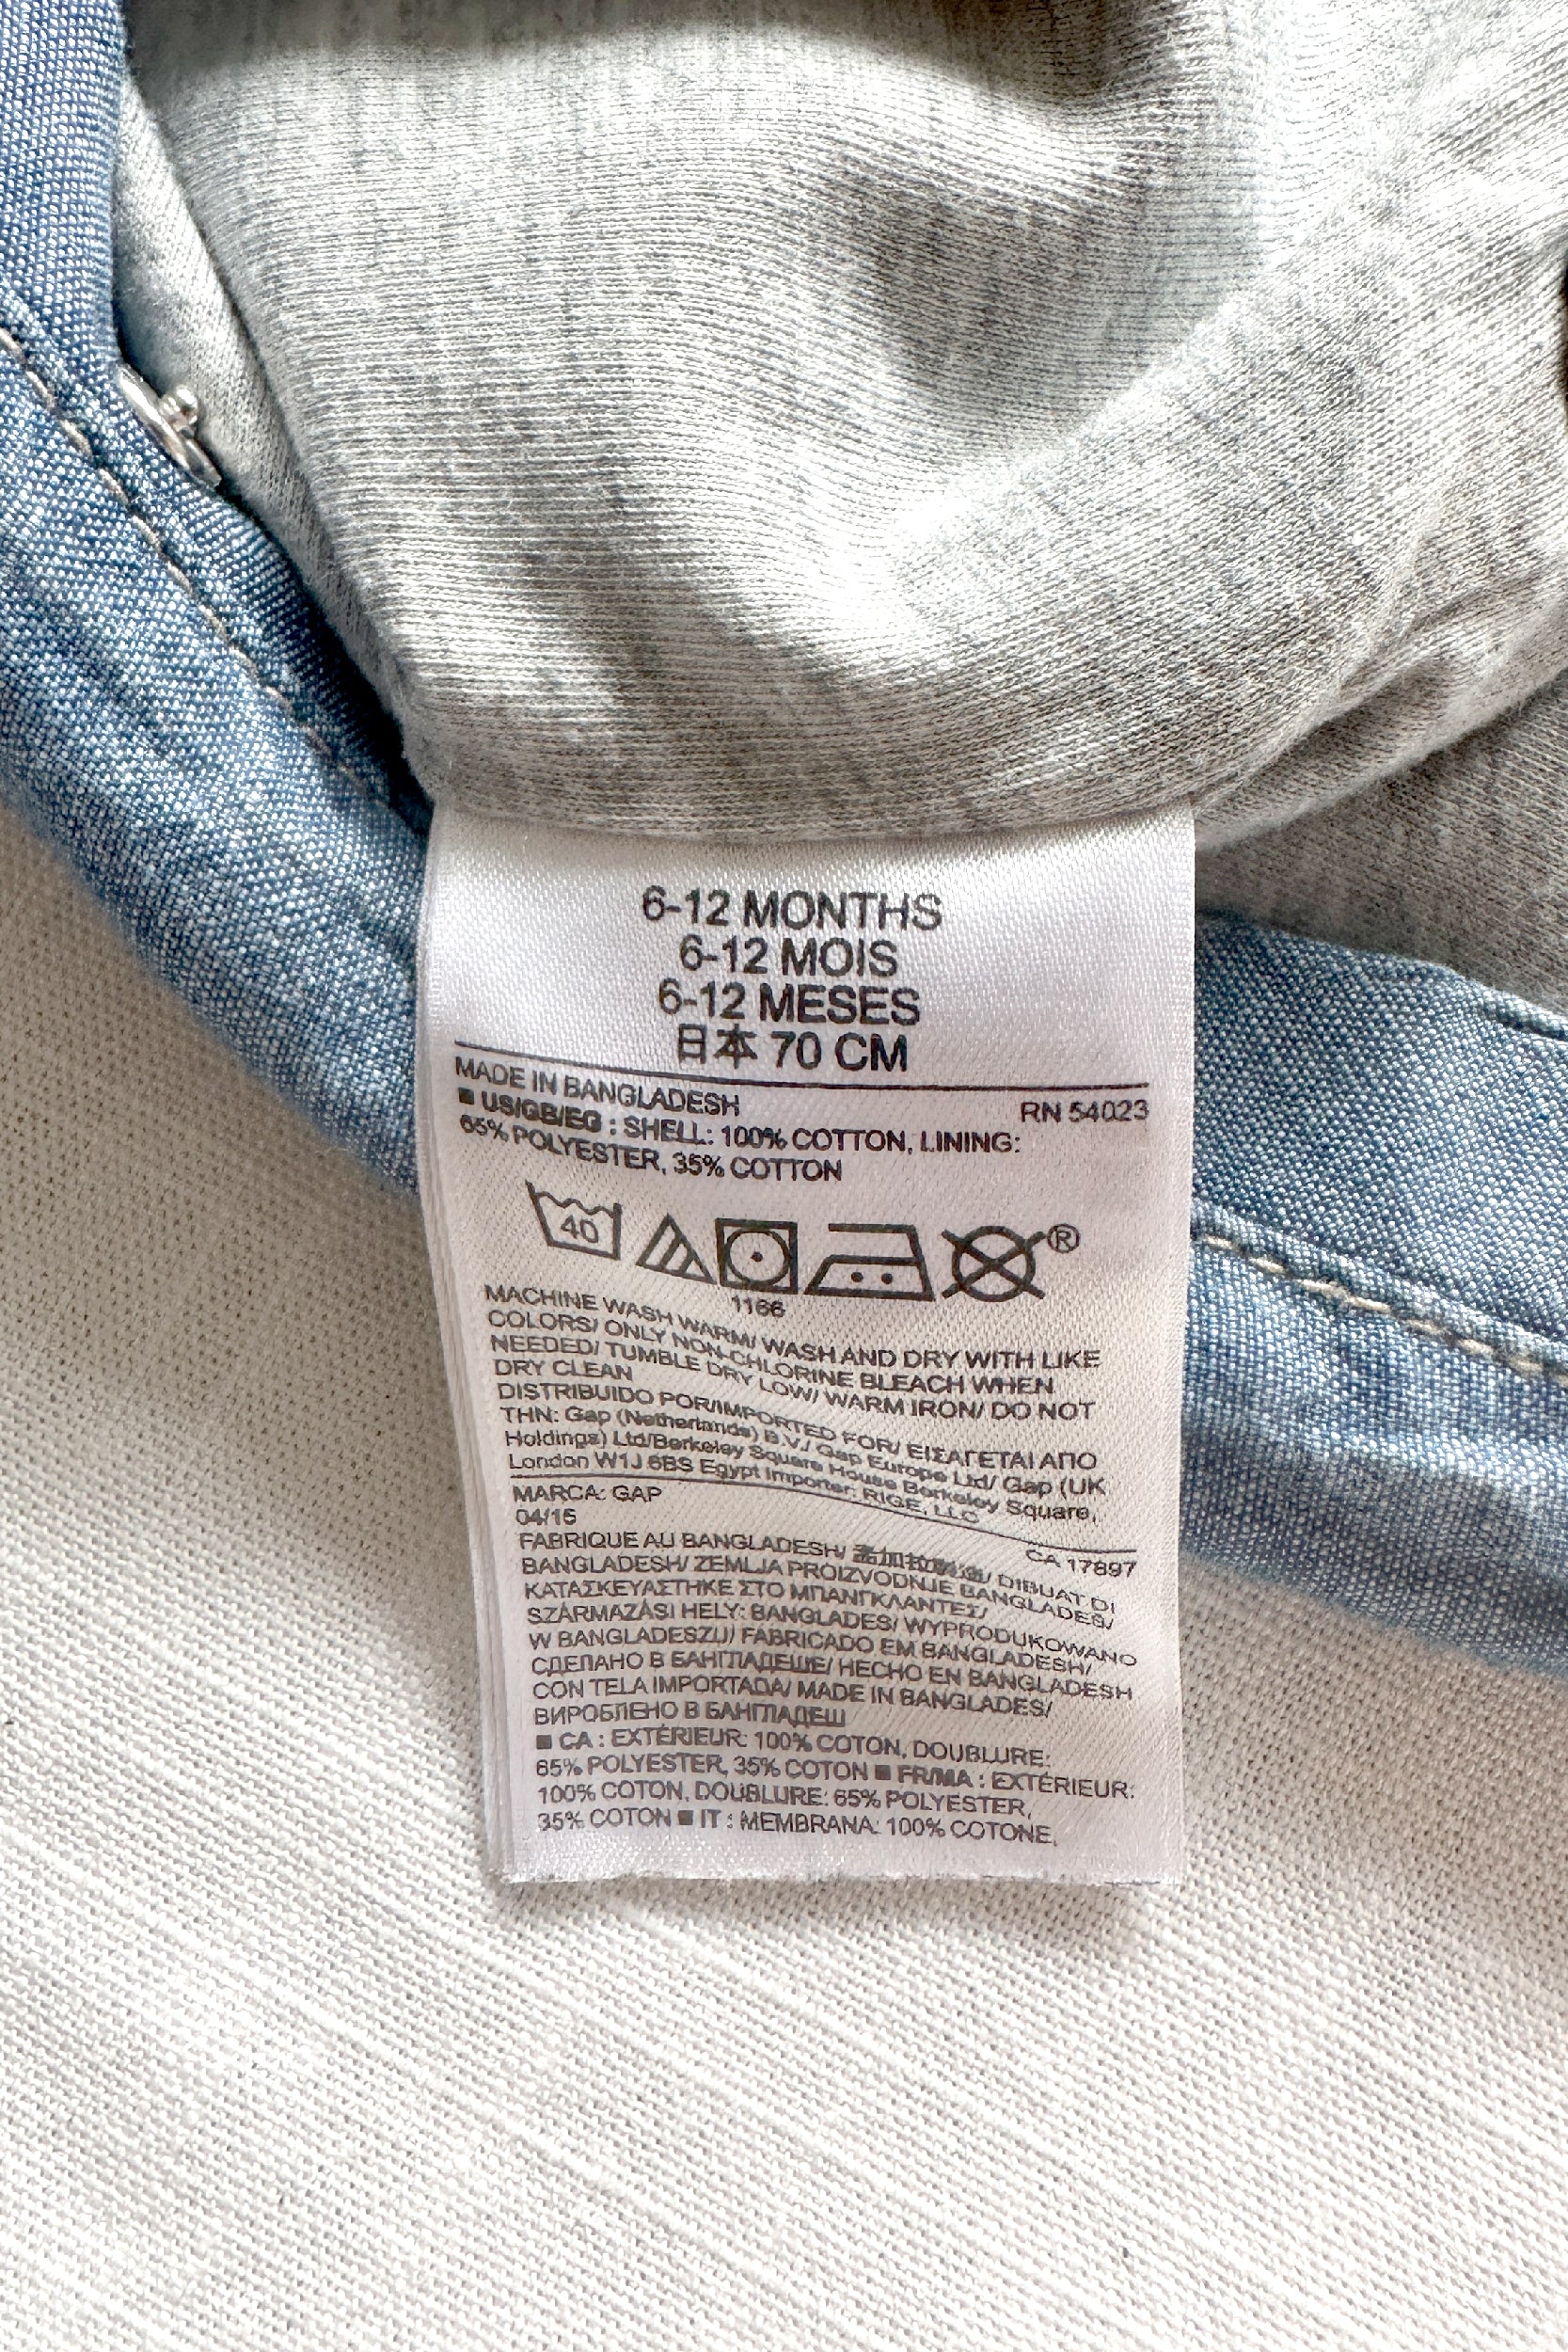 6-12 MONTHS
6-12 MOIS
6-12 MESES
日本 70 CM
MADE IN BANGLADESH RN 54023
■ US/GB/EG : SHELL: 100% COTTON, LINING:
65% POLYESTER, 35% COTTON
40 ®
1166
MACHINE WASH WARM/ WASH AND DRY WITH LIKE
COLORS/ ONLY NON-CHLORINE BLEACH WHEN
NEEDED/ TUMBLE DRY LOW/ WARM IRON/ DO NOT
DRY CLEAN
DISTRIBUIDO POR/IMPORTED FOR/ ΕΙΣΑΓΕΤΑΙ ΑΠΟ
ΤΗΝ: Gap (Netherlands) B.V./ Gap Europe Ltd/ Gap (UK
Holdings) Ltd/Berkeley Square House Berkeley Square,
London W1J 6BS Egypt Importer: RIGE, LLC
MARCA: GAP
04/15 CA 17897
FABRIQUE AU BANGLADESH/ 孟加拉制造/ DIBUAT DI
BANGLADESH/ ZEMLJA PROIZVODNJE BANGLADEŠ/
ΚΑΤΑΣΚΕΥΑΣΤΗΚΕ ΣΤΟ ΜΠΑΝΓΚΛΑΝΤΕΣ/
SZÁRMAZÁSI HELY: BANGLADES/ WYPRODUKOWANO
W BANGLADESZU/ FABRICADO EM BANGLADESH/
СДЕЛАНО В БАНГЛАДЕШЕ/ HECHO EN BANGLADESH
CON TELA IMPORTADA/ MADE IN BANGLADES/
ВИРОБЛЕНО В БАНГЛАДЕШ
■ CA : EXTÉRIEUR: 100% COTON, DOUBLURE:
65% POLYESTER, 35% COTON ■ FR/MA : EXTÉRIEUR:
100% COTON, DOUBLURE: 65% POLYESTER,
35% COTON ■ IT : MEMBRANA: 100% COTONE,